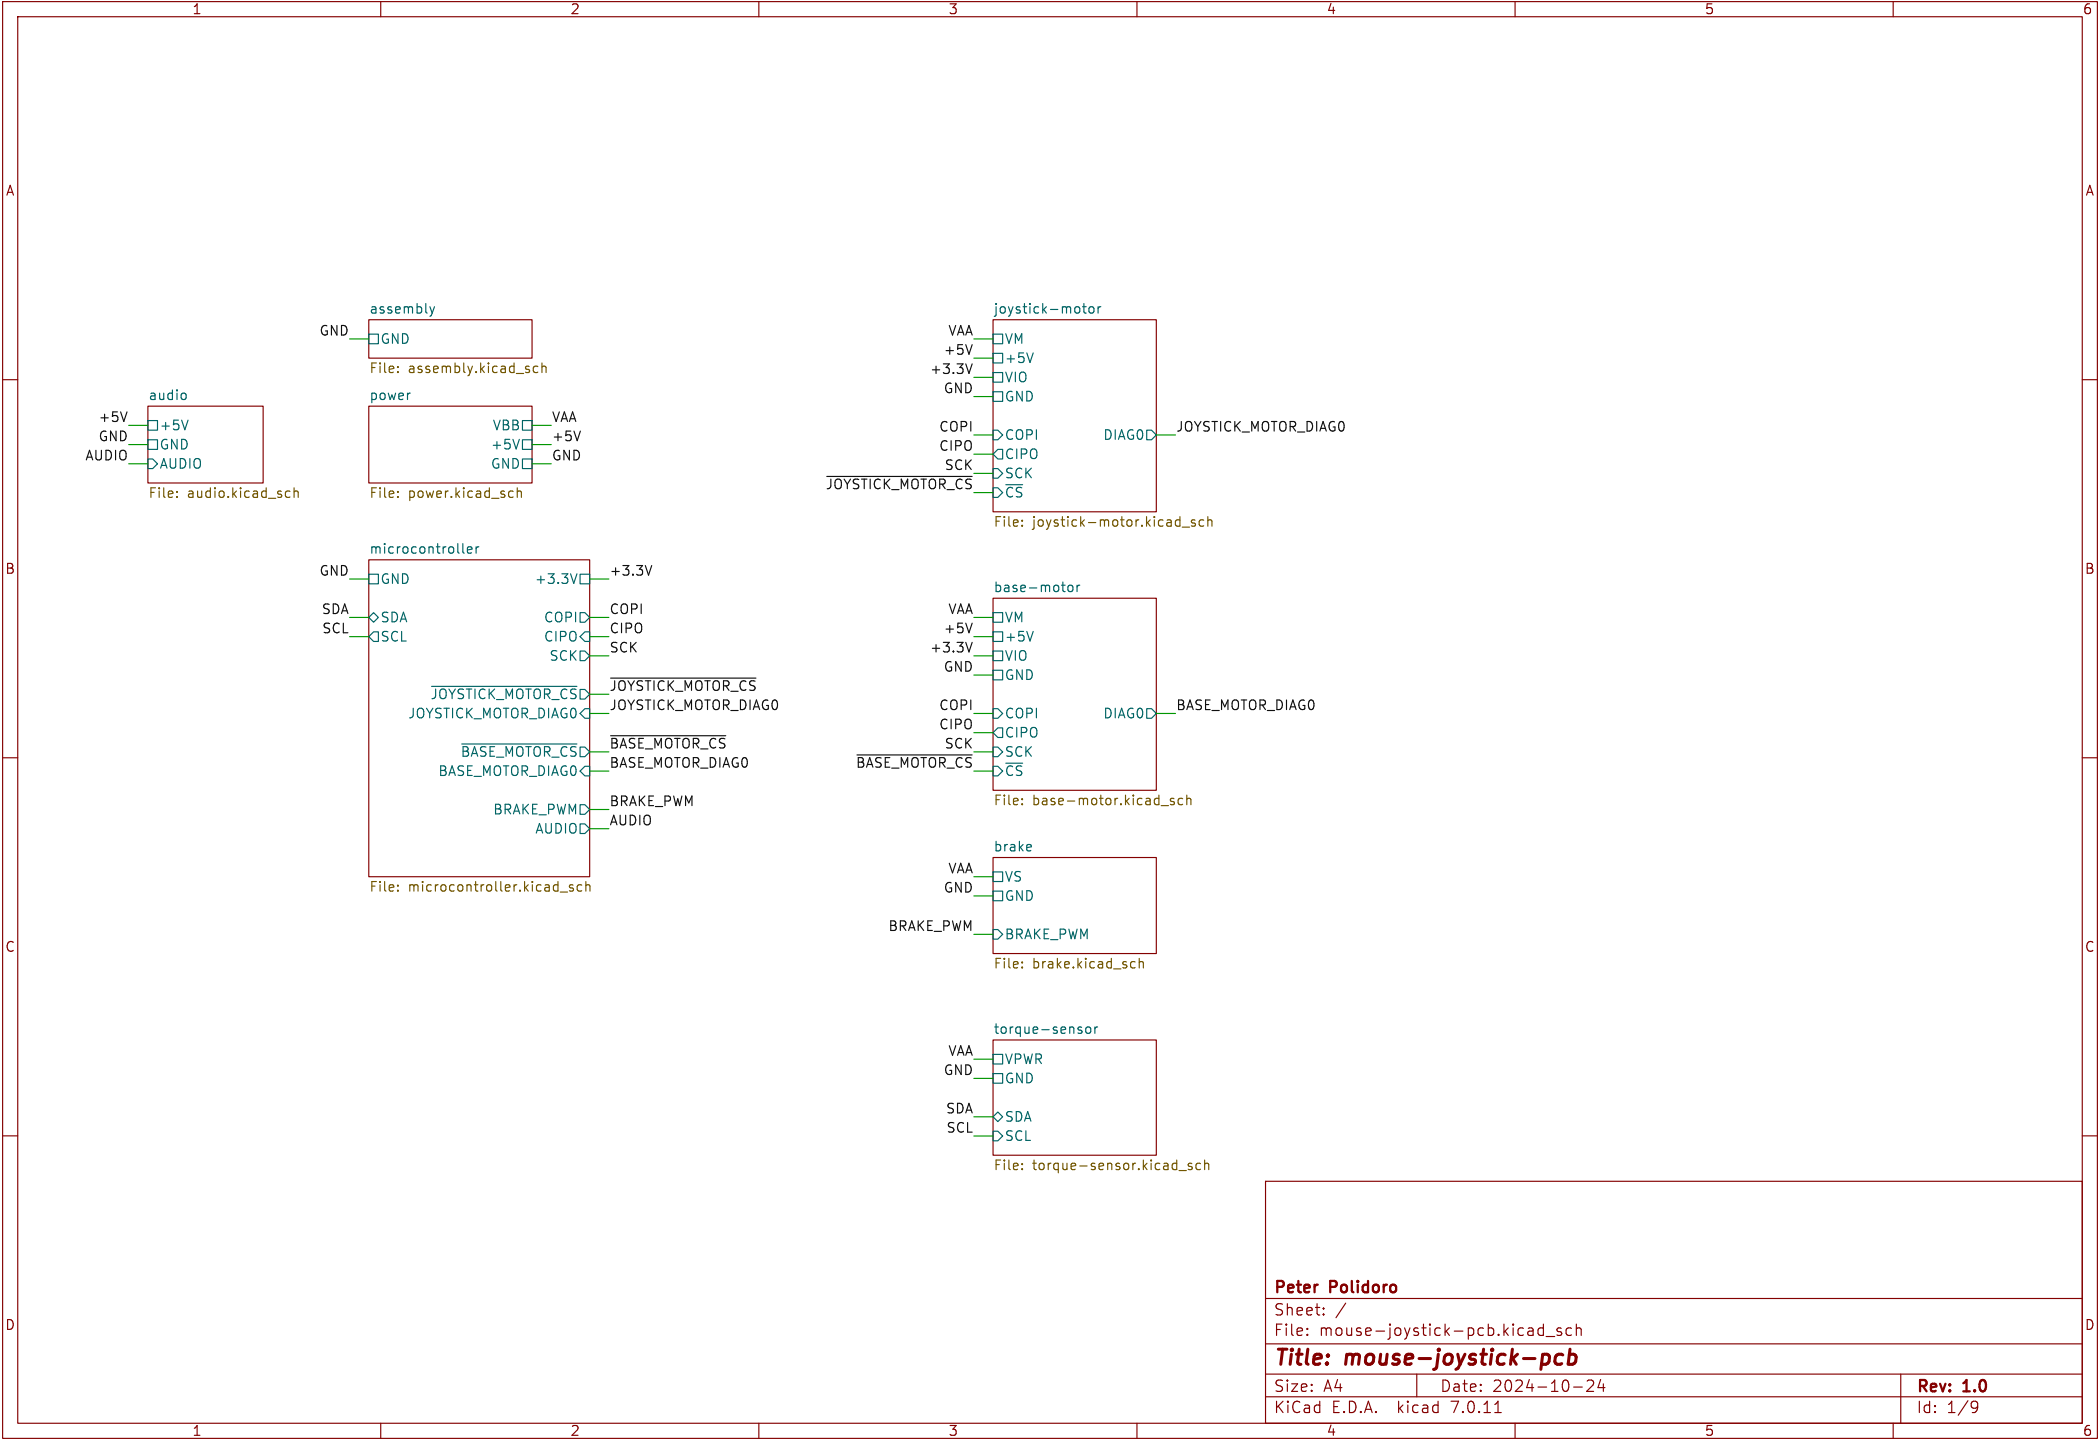 1 2 3 4 5 6
A A
B B
C C
D D
assembly
GND
GND
File: assembly.kicad_sch
audio
+5V
+5V
GND
GND
AUDIO
AUDIO
File: audio.kicad_sch
power
VBB
VAA
+5V
+5V
GND
GND
File: power.kicad_sch
microcontroller
GND
GND
+3.3V
+3.3V
SDA
SDA
COPI
COPI
SCL
SCL
CIPO
CIPO
SCK
SCK
JOYSTICK_MOTOR_CS
JOYSTICK_MOTOR_CS
JOYSTICK_MOTOR_DIAG0
JOYSTICK_MOTOR_DIAG0
BASE_MOTOR_CS
BASE_MOTOR_CS
BASE_MOTOR_DIAG0
BASE_MOTOR_DIAG0
BRAKE_PWM
BRAKE_PWM
AUDIO
AUDIO
File: microcontroller.kicad_sch
joystick-motor
VAA
VM
+5V
+5V
+3.3V
VIO
GND
GND
COPI
COPI
DIAG0
JOYSTICK_MOTOR_DIAG0
CIPO
CIPO
SCK
SCK
JOYSTICK_MOTOR_CS
CS
File: joystick-motor.kicad_sch
base-motor
VAA
VM
+5V
+5V
+3.3V
VIO
GND
GND
COPI
COPI
DIAG0
BASE_MOTOR_DIAG0
CIPO
CIPO
SCK
SCK
BASE_MOTOR_CS
CS
File: base-motor.kicad_sch
brake
VAA
VS
GND
GND
BRAKE_PWM
BRAKE_PWM
File: brake.kicad_sch
torque-sensor
VAA
VPWR
GND
GND
SDA
SDA
SCL
SCL
File: torque-sensor.kicad_sch
Peter Polidoro
Sheet: /
File: mouse-joystick-pcb.kicad_sch
Title: mouse-joystick-pcb
Size: A4 Date: 2024-10-24 Rev: 1.0
KiCad E.D.A. kicad 7.0.11 Id: 1/9
1 2 3 4 5 6